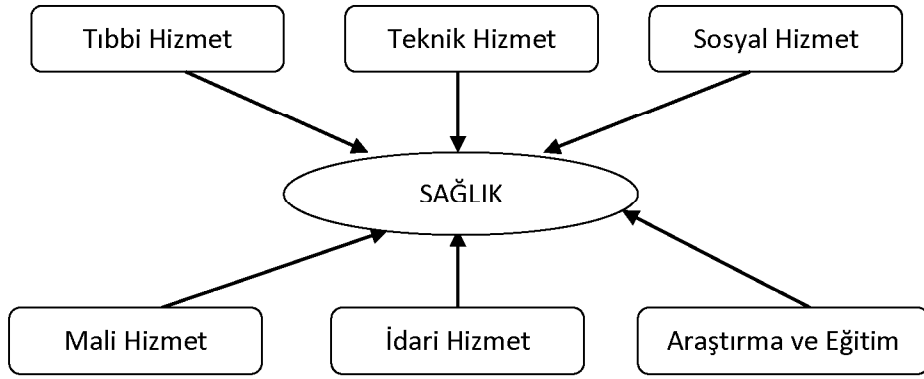 Tıbbi Hizmet
Teknik Hizmet
Sosyal Hizmet
SAĞLIK
Mali Hizmet
İdari Hizmet
Araştırma ve Eğitim